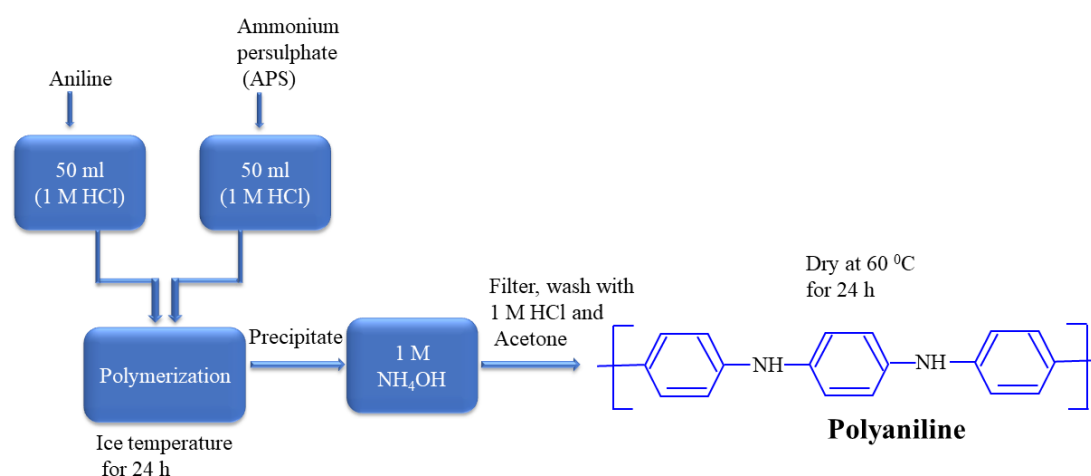 Aniline
Ammonium
persulphate
(APS)
50 ml
(1 M HCl)
50 ml
(1 M HCl)
Polymerization
Ice temperature
for 24 h
Precipitate
1 M
NH₄OH
Filter, wash with
1 M HCl and
Acetone
Dry at 60 ⁰C
for 24 h
NH
NH
Polyaniline